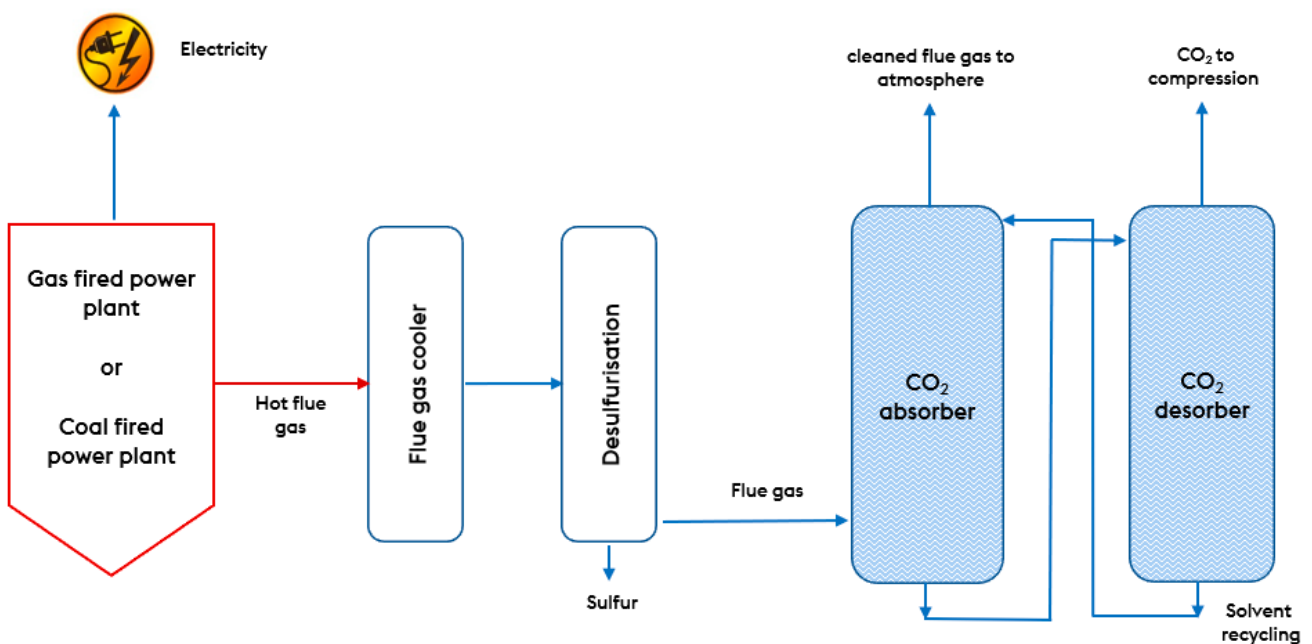 Electricity
cleaned flue gas to
atmosphere
CO₂ to
compression
Gas fired power
plant
or
Coal fired
power plant
Hot flue
gas
Flue gas cooler
Desulfurisation
Sulfur
Flue gas
CO₂
absorber
CO₂
desorber
Solvent
recycling